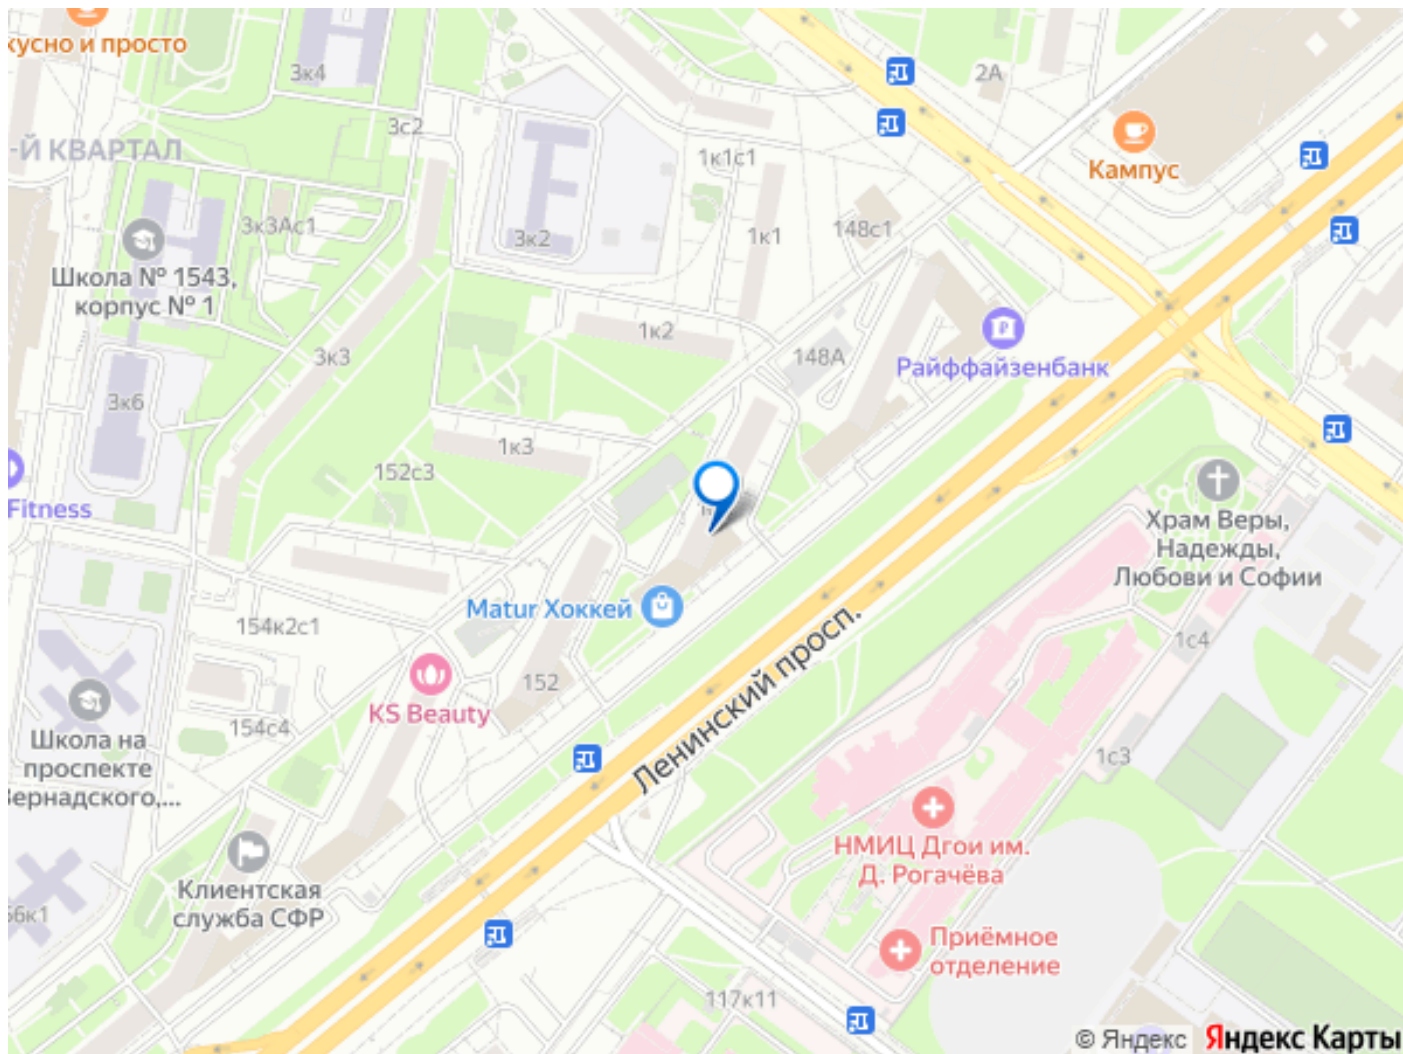 кусно и просто
3к4
2А
3с2
-Й КВАРТАЛ
1к1с1
Кампус
3к3Ас1
3к2
1к1
148с1
Школа № 1543,
корпус № 1
1к2
148А
Райффайзенбанк
3к3
3к6
1к3
152с3
Fitness
Храм Веры,
Надежды,
Любови и Софии
Matur Хоккей
154к2с1
1с4
152
KS Beauty
154с4
Ленинский просп.
Школа на
проспекте
Вернадского,...
1с3
НМИЦ Дгои им.
Д. Рогачёва
Клиентская
служба СФР
56к1
Приёмное
отделение
117к11
© Яндекс Яндекс Карты